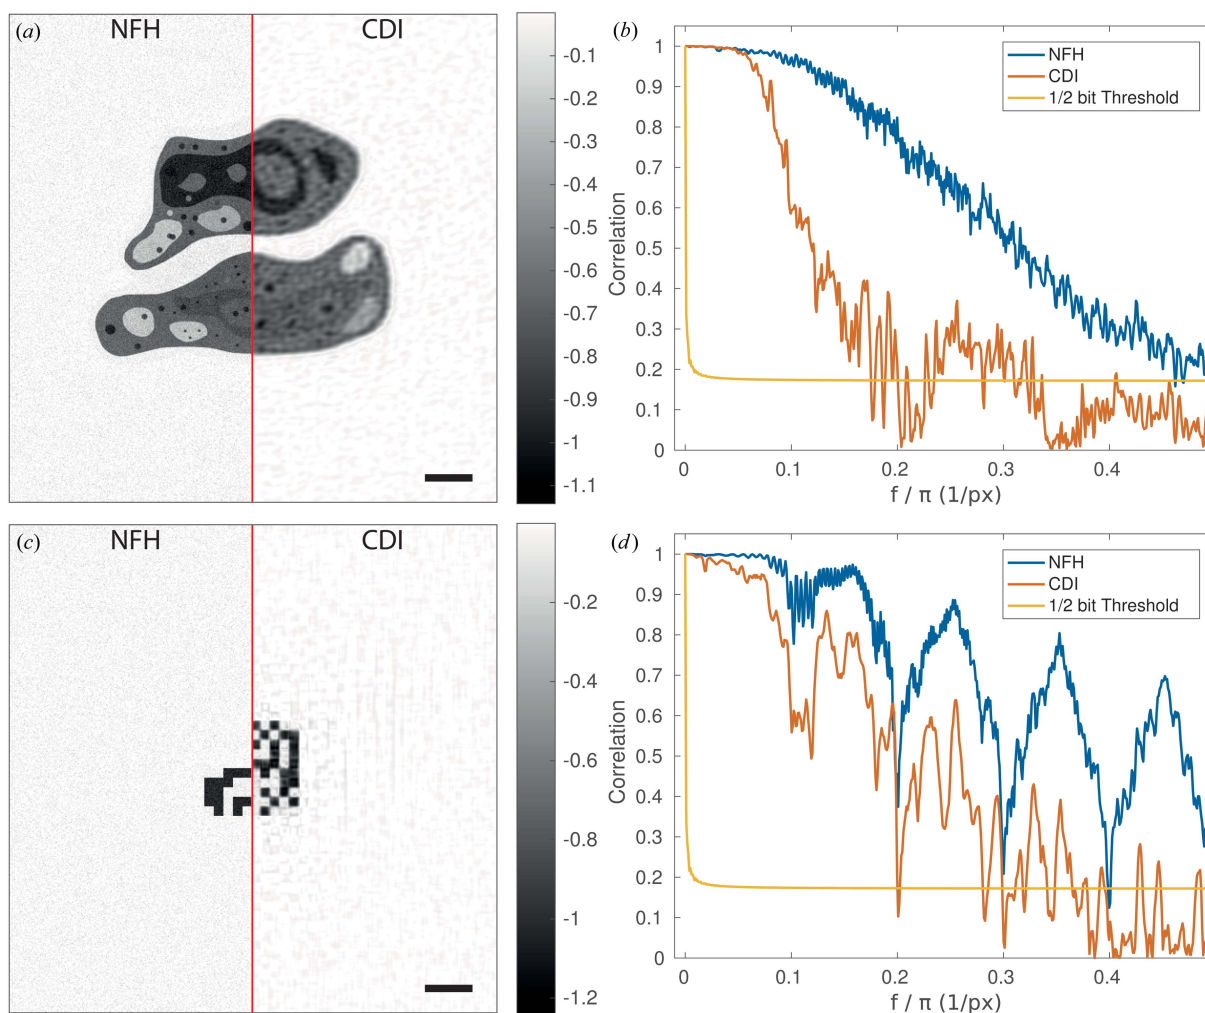 (a) NFH CDI
-0.1
-0.2
-0.3
-0.4
-0.5
-0.6
-0.7
-0.8
-0.9
-1
-1.1
(b)
NFH
CDI
1/2 bit Threshold
Correlation
1
0.9
0.8
0.7
0.6
0.5
0.4
0.3
0.2
0.1
0
0 0.1 0.2 0.3 0.4
f / π (1/px)
(c) NFH CDI
-0.2
-0.4
-0.6
-0.8
-1
-1.2
(d)
NFH
CDI
1/2 bit Threshold
Correlation
1
0.9
0.8
0.7
0.6
0.5
0.4
0.3
0.2
0.1
0
0 0.1 0.2 0.3 0.4
f / π (1/px)